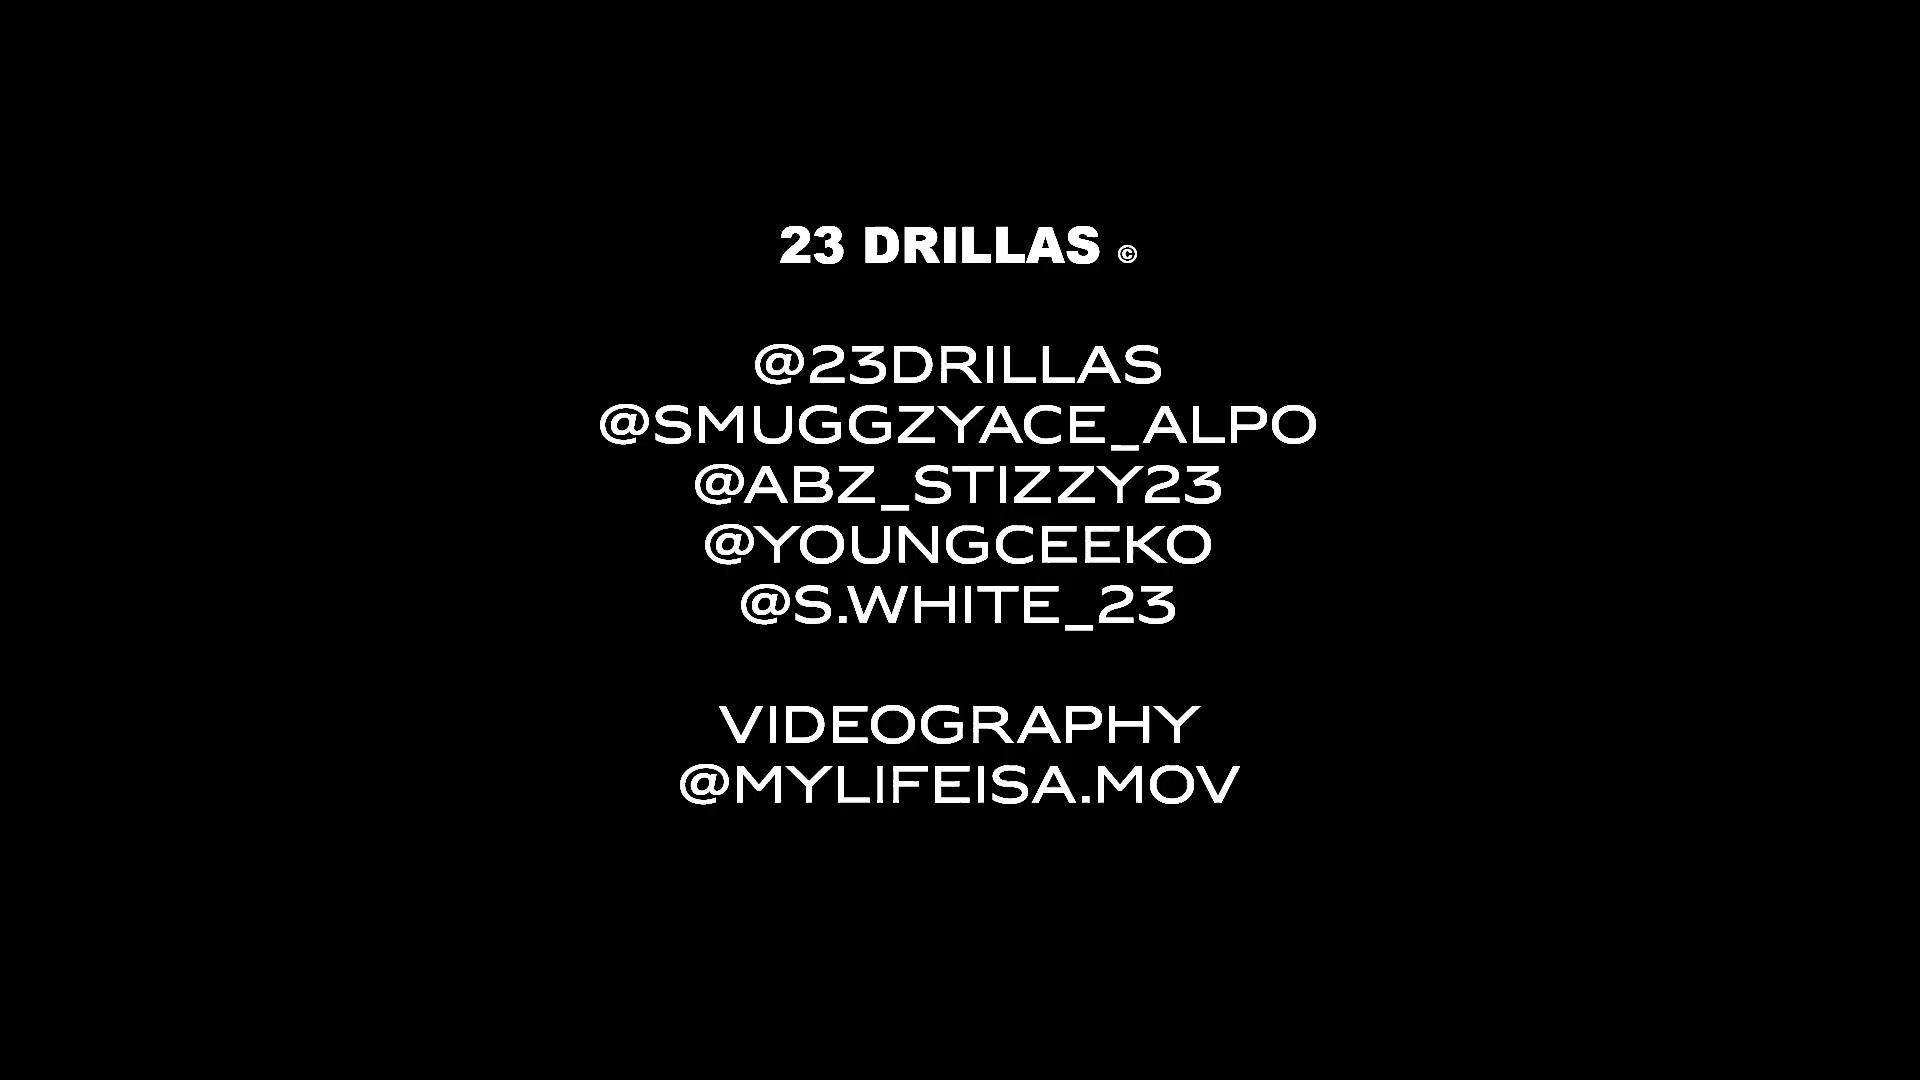 23 DRILLAS ©
@23DRILLAS
@SMUGGZYACE_ALPO
@ABZ_STIZZY23
@YOUNGCEEKO
@S.WHITE_23
VIDEOGRAPHY
@MYLIFEISA.MOV